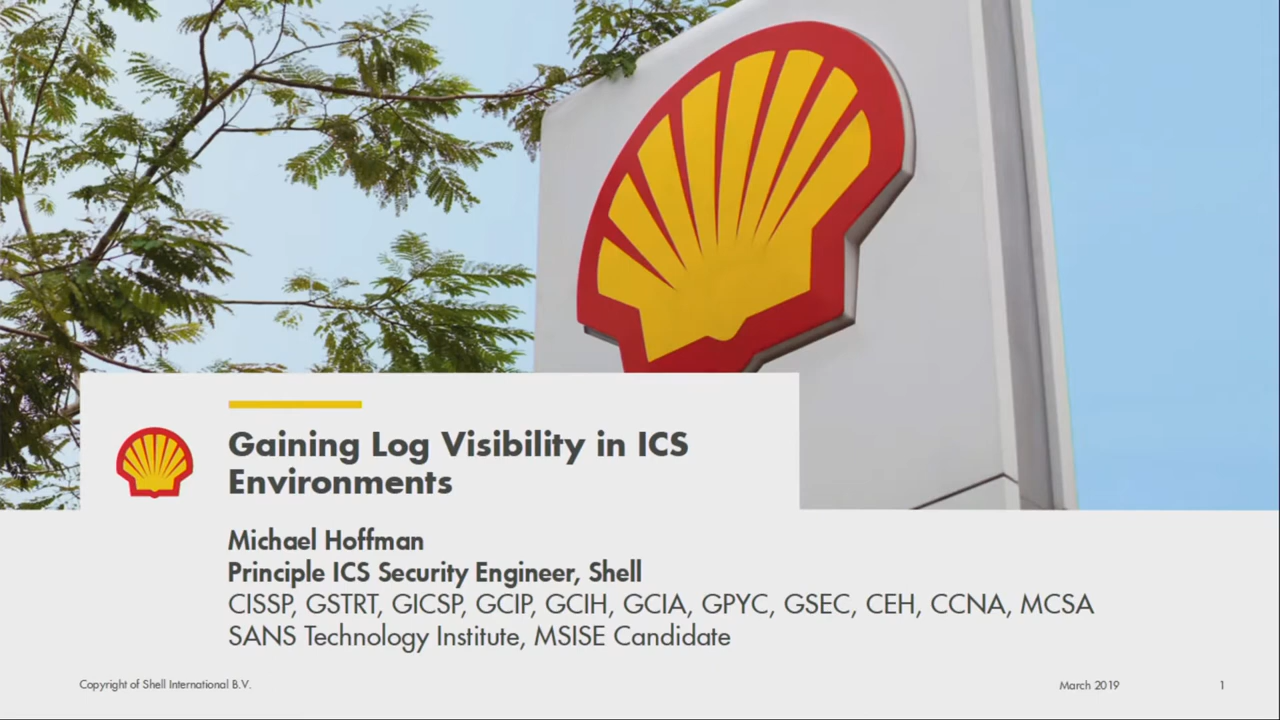 Gaining Log Visibility in ICS
Environments
Michael Hoffman
Principle ICS Security Engineer, Shell
CISSP, GSTRT, GICSP, GCIP, GCIH, GCIA, GPYC, GSEC, CEH, CCNA, MCSA
SANS Technology Institute, MSISE Candidate
Copyright of Shell International B.V.
March 2019
1